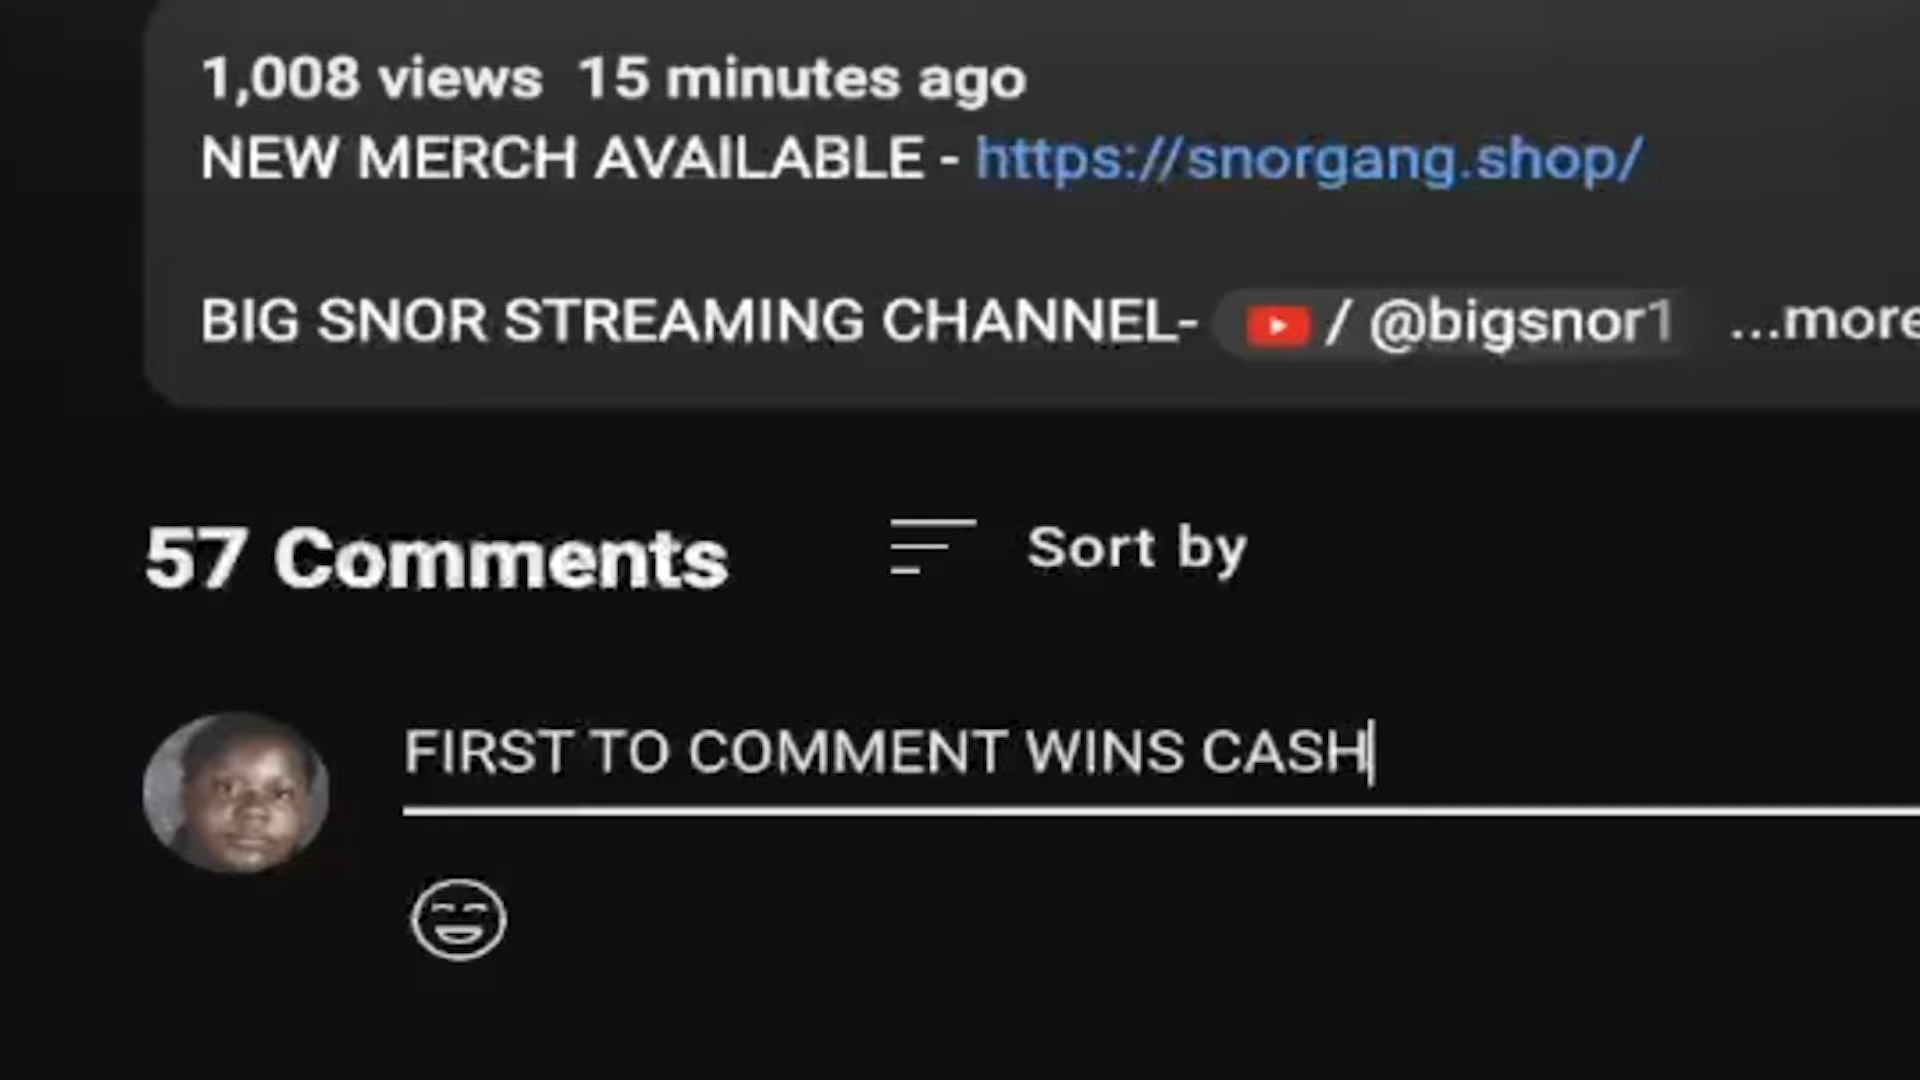 1,008 views 15 minutes ago
NEW MERCH AVAILABLE - https://snorgang.shop/
BIG SNOR STREAMING CHANNEL- / @bigsnor1 ...more
57 Comments Sort by
FIRST TO COMMENT WINS CASH